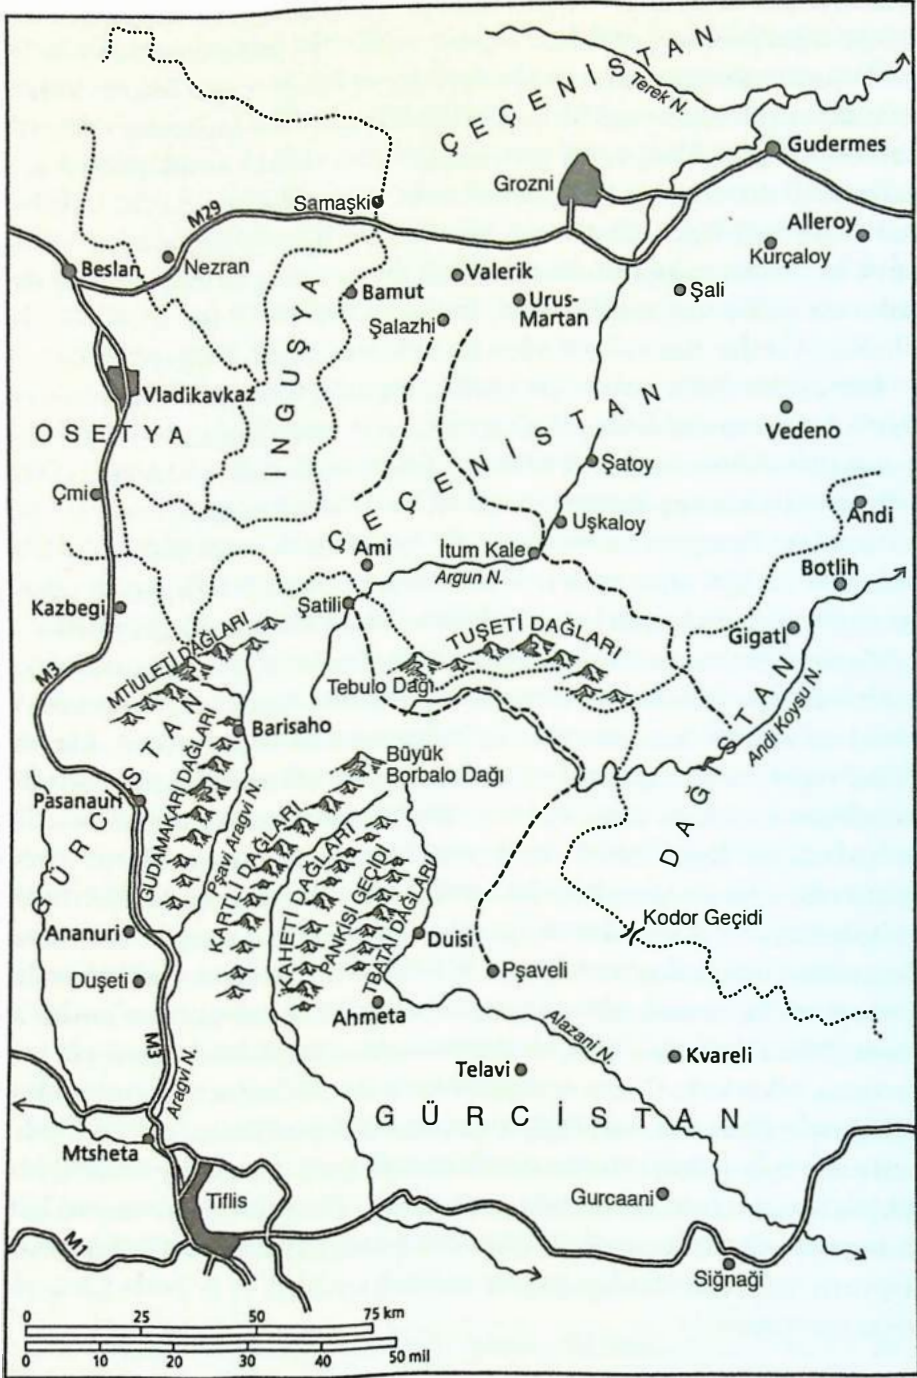 ÇEÇENISTAN
Terek N.
Gudermes
Grozni
Samaşki
M29
Alleroy
Kurçaloy
Beslan
Nezran
Valerik
Bamut
Urus-
Martan
Şali
Şalazhi
İNGUŞYA
Vladikavkaz
OSETYA
Vedeno
ÇEÇENİSTAN
Şatoy
Çmi
Andi
Uşkaloy
Ami
İtum Kale
Argun N.
Botlih
Kazbegi
Şatili
Gigatl
MTİULETİ DAĞLARI
TUŞETİ DAĞLARI
M3
Tebulo Dağı
DAĞISTAN
Andi Koysu N.
Barisaho
Büyük
Borbalo Dağı
GÜRCİSTAN
Pasanauri
GUDAMAKARI DAĞLARI
Pşavi Aragvi N.
KARTLİ DAĞLARI
KAHETİ DAĞLARI
PANKİSİ GEÇİDİ
TBATAI DAĞLARI
Kodor Geçidi
Ananuri
Duisi
Duşeti
Pşaveli
Ahmeta
M3
Aragvi N.
Alazani N.
Kvareli
Telavi
GÜRCİSTAN
Mtsheta
Tiflis
Gurcaani
M1
Siğnaği
0 25 50 75 km
0 10 20 30 40 50 mil